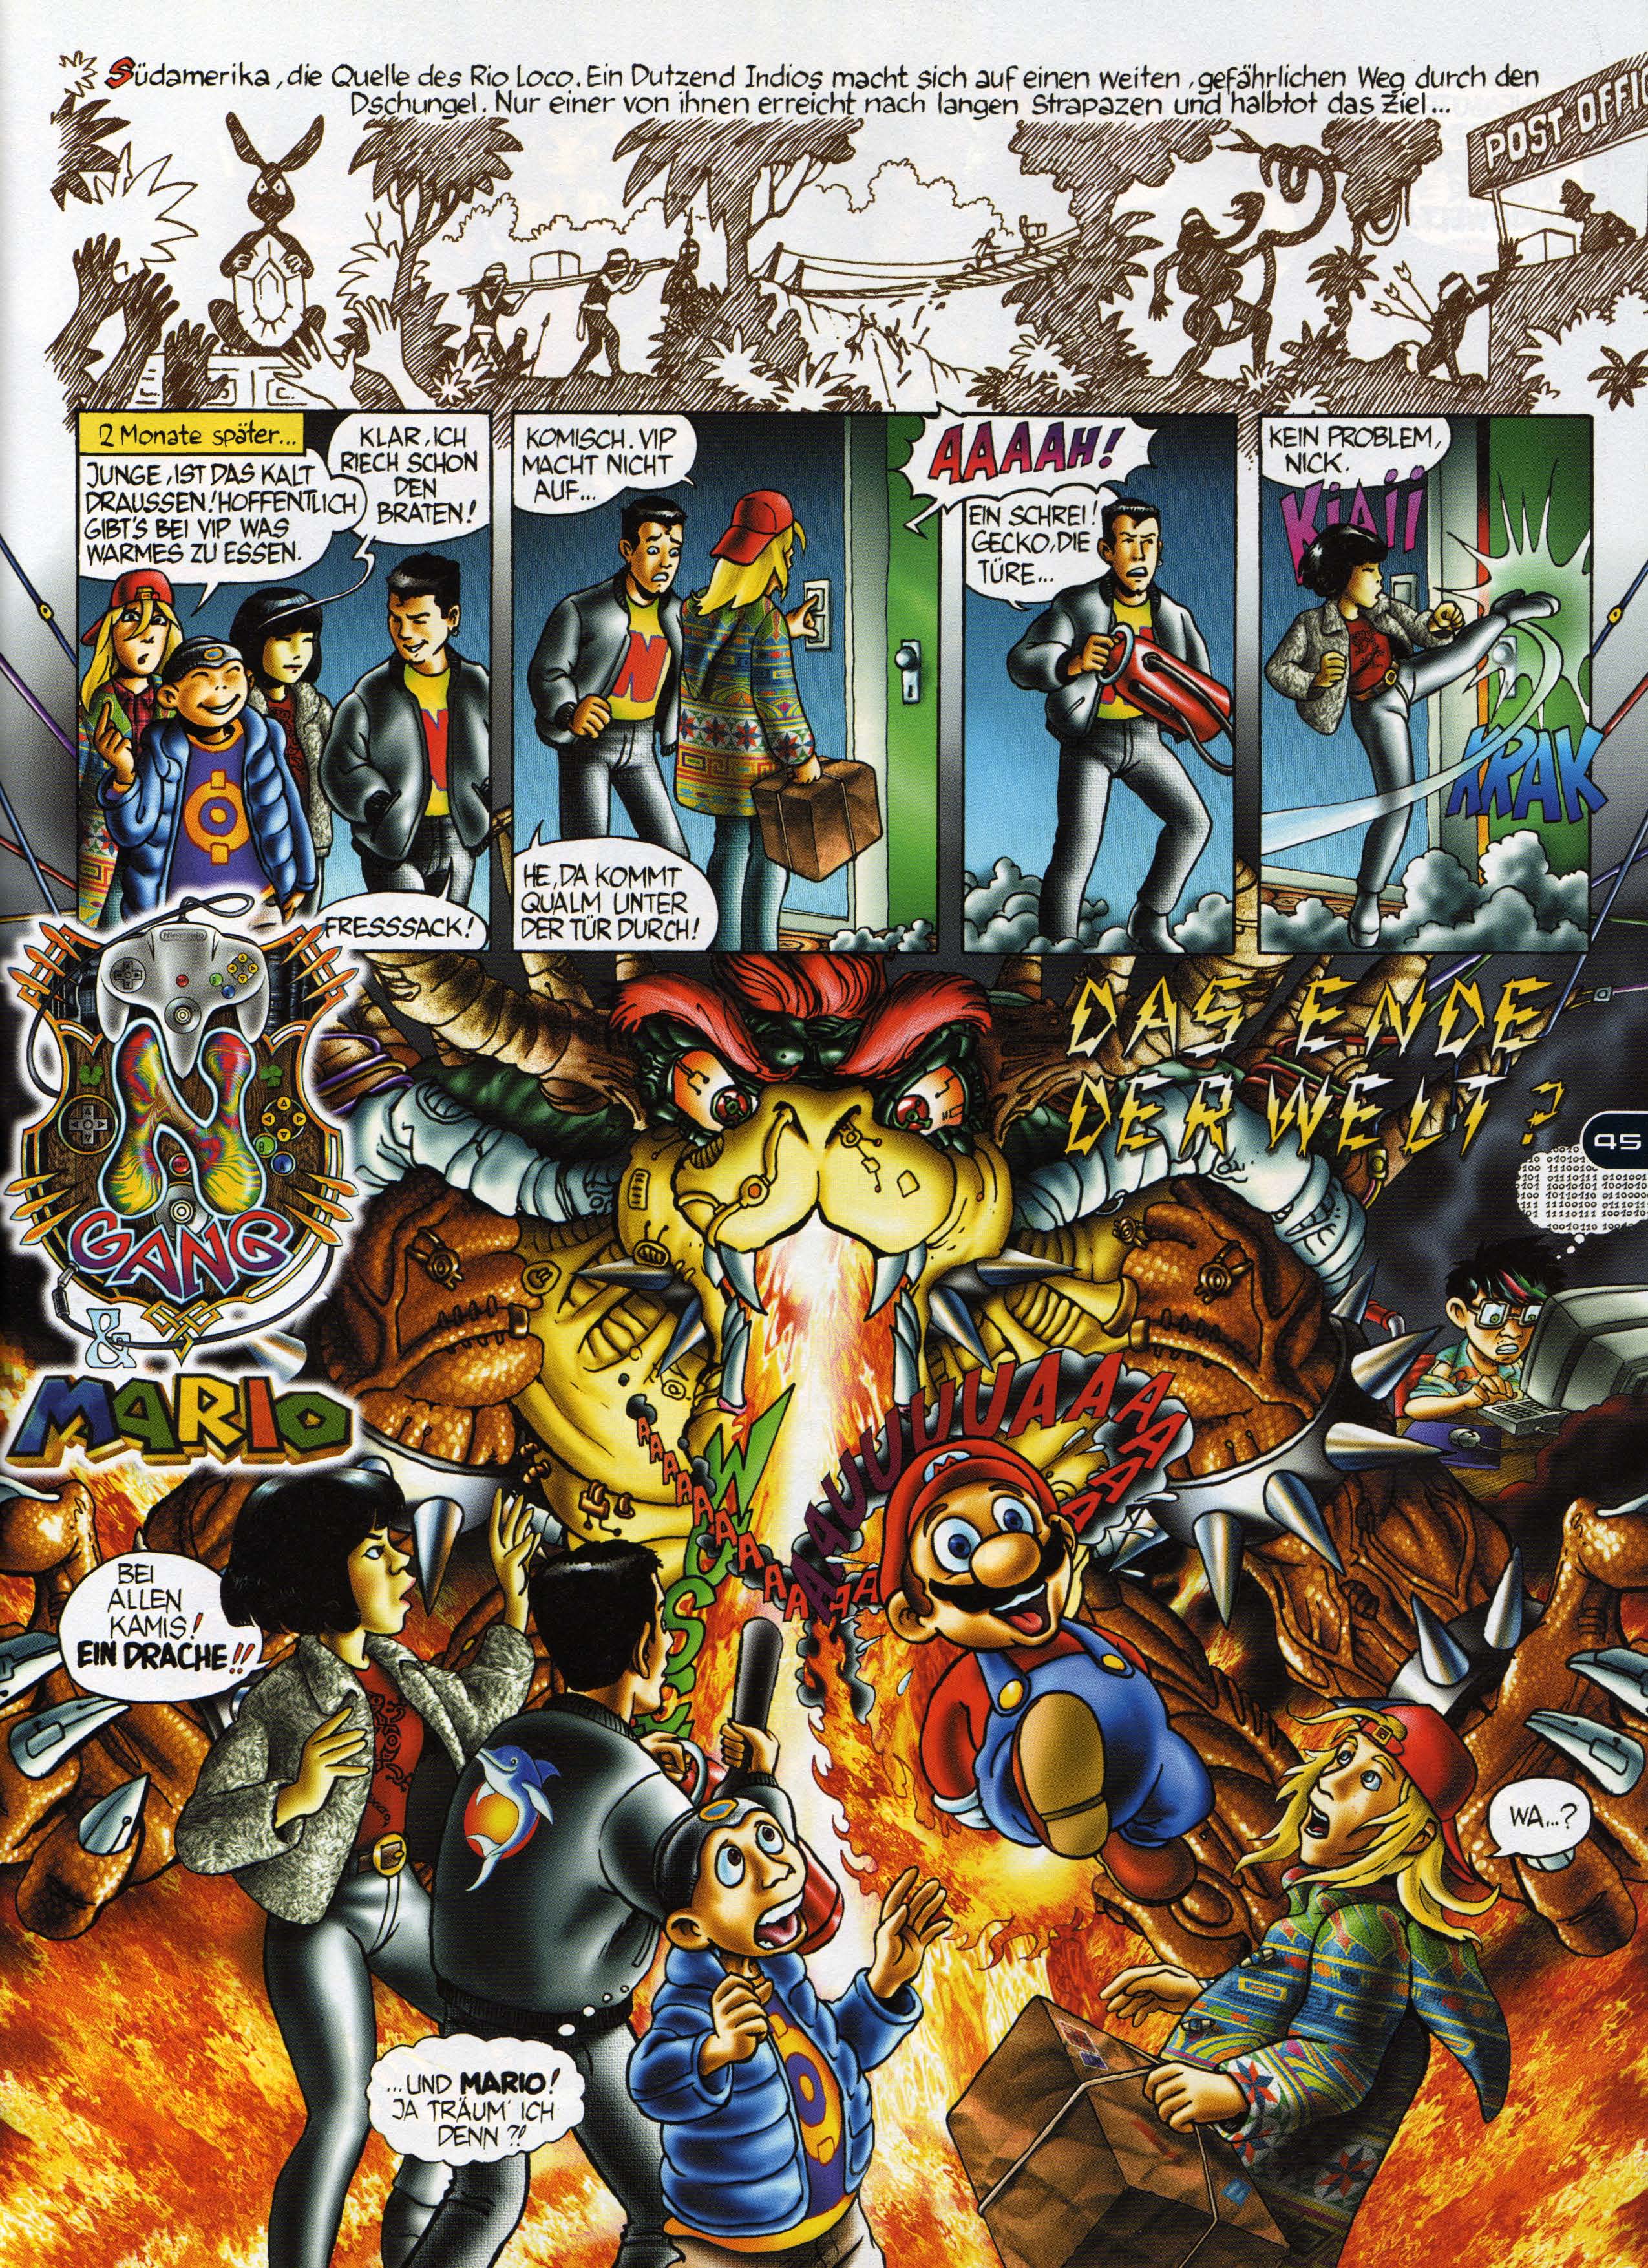 Südamerika, die Quelle des Rio Loco. Ein Dutzend Indios macht sich auf einen weiten, gefährlichen Weg durch den
Dschungel. Nur einer von ihnen erreicht nach langen Strapazen und halbtot das Ziel...
POST OFFIC
2 Monate später...
JUNGE, IST DAS KALT
DRAUSSEN! HOFFENTLICH
GIBT'S BEI VIP WAS
WARMES ZU ESSEN.
KLAR, ICH
RIECH SCHON
DEN
BRATEN!
FRESSSACK!
KOMISCH. VIP
MACHT NICHT
AUF...
HE, DA KOMMT
QUALM UNTER
DER TÜR DURCH!
AAAAH!
EIN SCHREI!
GECKO, DIE
TÜRE...
KEIN PROBLEM,
NICK.
KIAII
KRAK
Nintendo
N
GANG
&
MARIO
DAS ENDE
DER WELT?
45
BEI
ALLEN
KAMIS!
EIN DRACHE!!
WUSCH
AAAAAAAAAAAAAAAUUUUUAAAAAAA
...UND MARIO!
JA TRÄUM' ICH
DENN?!
WA...?